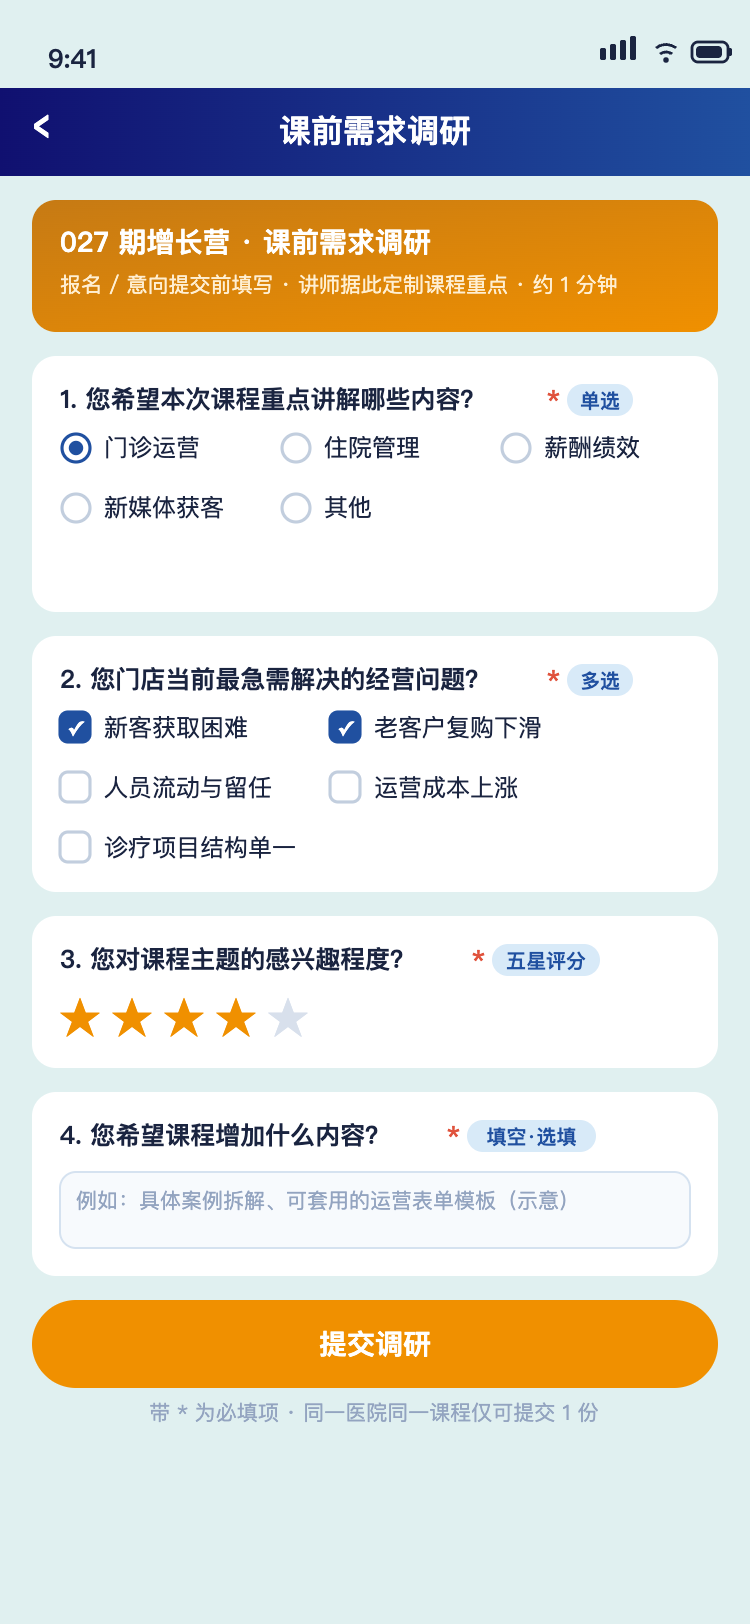 9:41
课前需求调研
027 期增长营 · 课前需求调研
报名 / 意向提交前填写 · 讲师据此定制课程重点 · 约 1 分钟
1. 您希望本次课程重点讲解哪些内容? * 单选
门诊运营 住院管理 薪酬绩效
新媒体获客 其他
2. 您门店当前最急需解决的经营问题? * 多选
新客获取困难 老客户复购下滑
人员流动与留任 运营成本上涨
诊疗项目结构单一
3. 您对课程主题的感兴趣程度? * 五星评分
4. 您希望课程增加什么内容? * 填空·选填
例如：具体案例拆解、可套用的运营表单模板（示意）
提交调研
带 * 为必填项 · 同一医院同一课程仅可提交 1 份